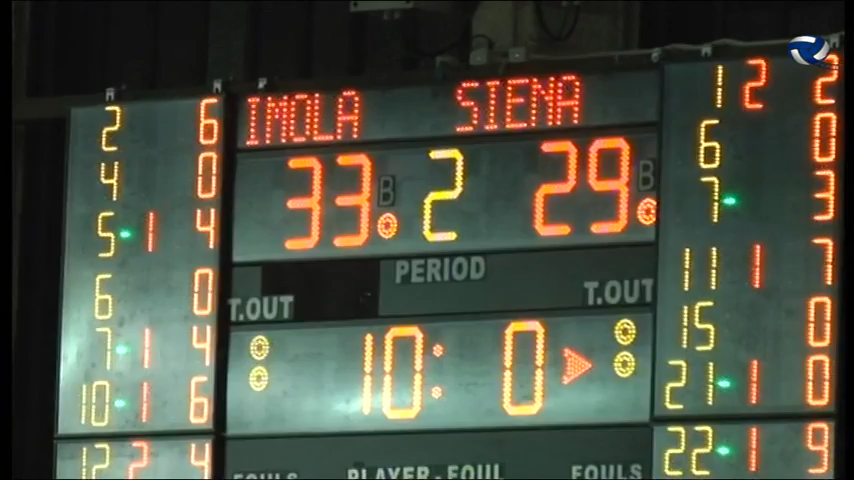 IMOLA SIENA
33 B 2 29 B
PERIOD
T.OUT T.OUT
10:0
FOULS PLAYER-FOUL FOULS
2 6
4 0
5 1 4
6 0
7 1 4
10 1 6
12 2 4
1 2 2
6 0
7 3
11 1 7
15 0
21 1 0
22 1 9